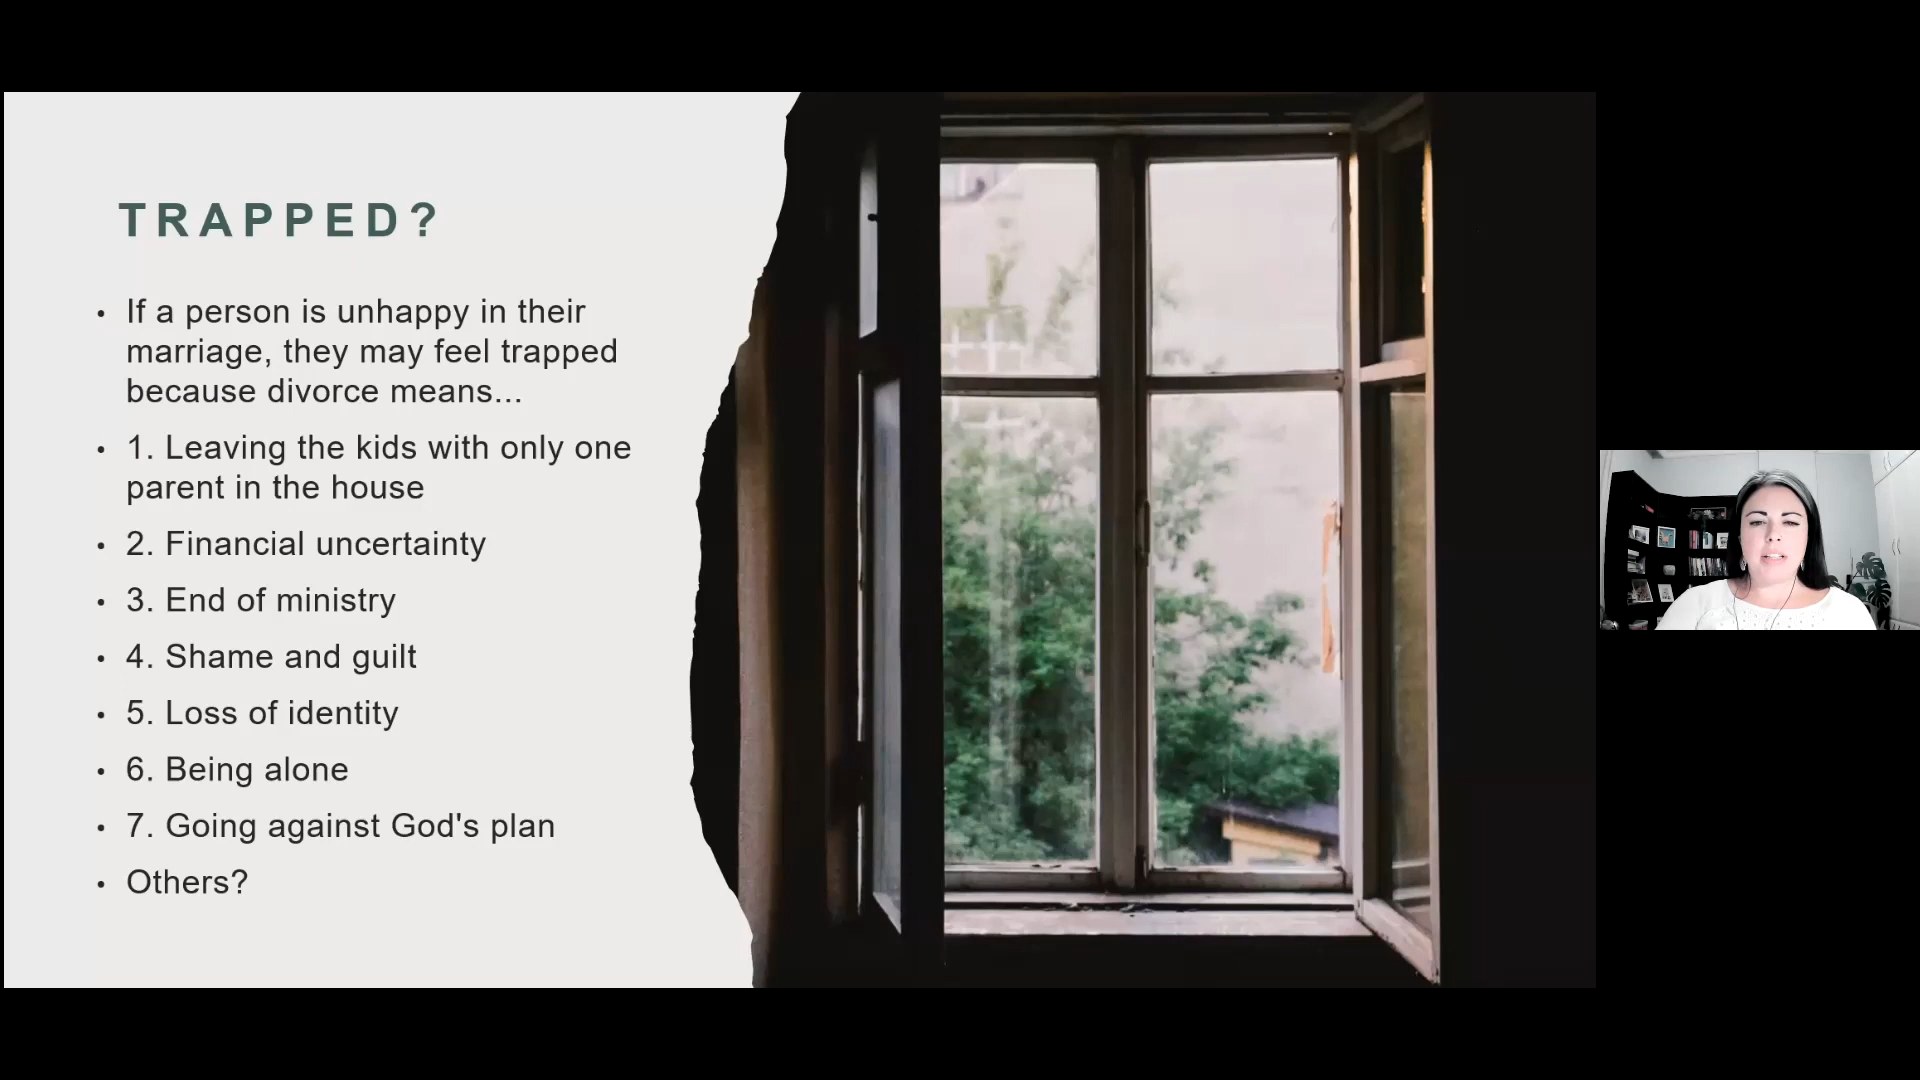 TRAPPED?
• If a person is unhappy in their
marriage, they may feel trapped
because divorce means...
• 1. Leaving the kids with only one
parent in the house
• 2. Financial uncertainty
• 3. End of ministry
• 4. Shame and guilt
• 5. Loss of identity
• 6. Being alone
• 7. Going against God's plan
• Others?